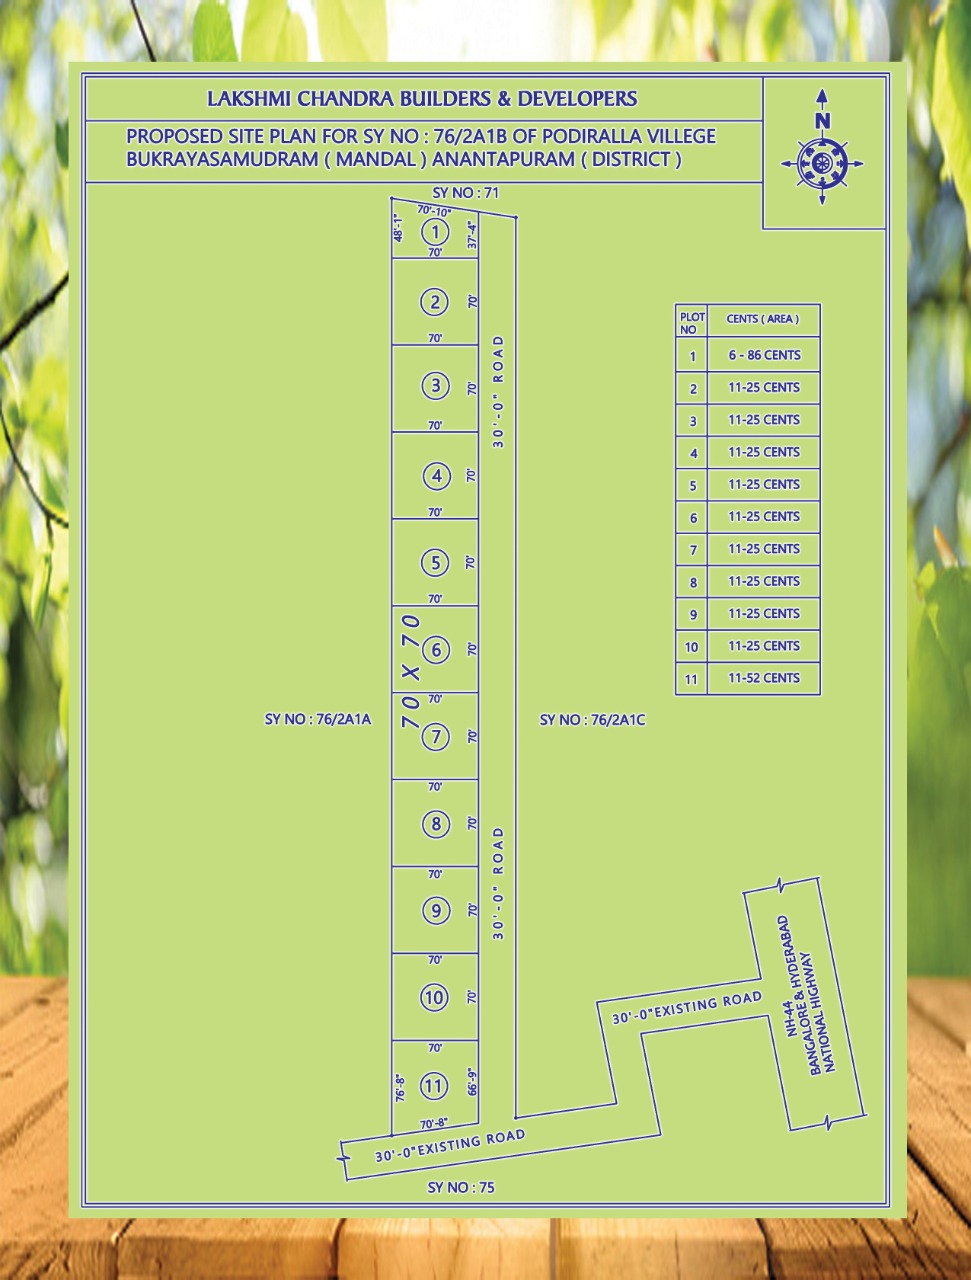 LAKSHMI CHANDRA BUILDERS & DEVELOPERS
PROPOSED SITE PLAN FOR SY NO : 76/2A1B OF PODIRALLA VILLEGE
BUKRAYASAMUDRAM ( MANDAL ) ANANTAPURAM ( DISTRICT )
N
SY NO : 71
70'-10"
48'-1"
1
37'-4"
70'
2
70'
70'
3
70'
70'
4
70'
70'
5
70'
70'
70 X 70
6
70'
70'
7
70'
70'
8
70'
70'
9
70'
70'
10
70'
70'
76'-8"
11
66'-9"
70'-8"
30'-0" ROAD
30'-0" ROAD
SY NO : 76/2A1A
SY NO : 76/2A1C
PLOT NO CENTS ( AREA )
1 6 - 86 CENTS
2 11-25 CENTS
3 11-25 CENTS
4 11-25 CENTS
5 11-25 CENTS
6 11-25 CENTS
7 11-25 CENTS
8 11-25 CENTS
9 11-25 CENTS
10 11-25 CENTS
11 11-52 CENTS
30'-0"EXISTING ROAD
NH-44
BANGALORE & HYDERABAD
NATIONAL HIGHWAY
30'-0"EXISTING ROAD
SY NO : 75